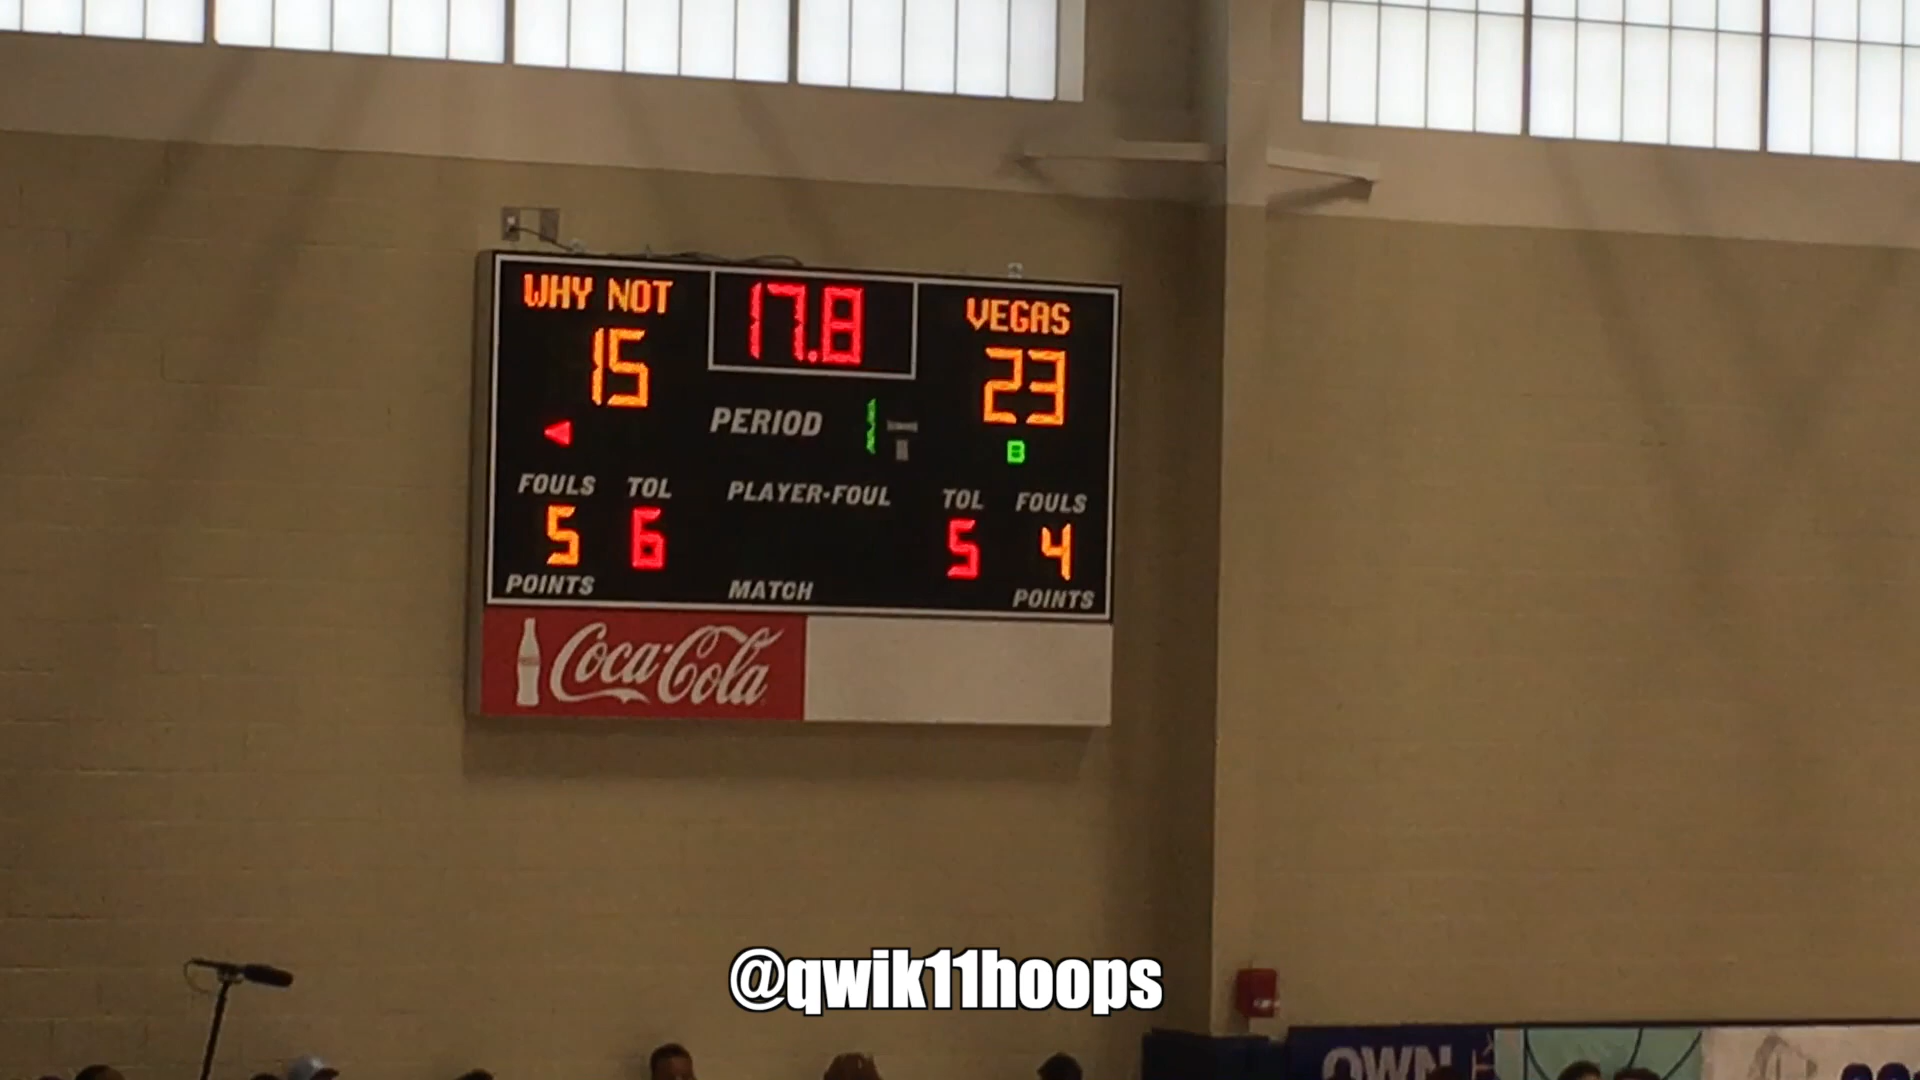 WHY NOT
17.8
VEGAS
15
23
PERIOD 1
B
FOULS TOL
PLAYER-FOUL
TOL FOULS
5 6
5 4
POINTS
MATCH
POINTS
Coca-Cola
@qwik11hoops
OWN